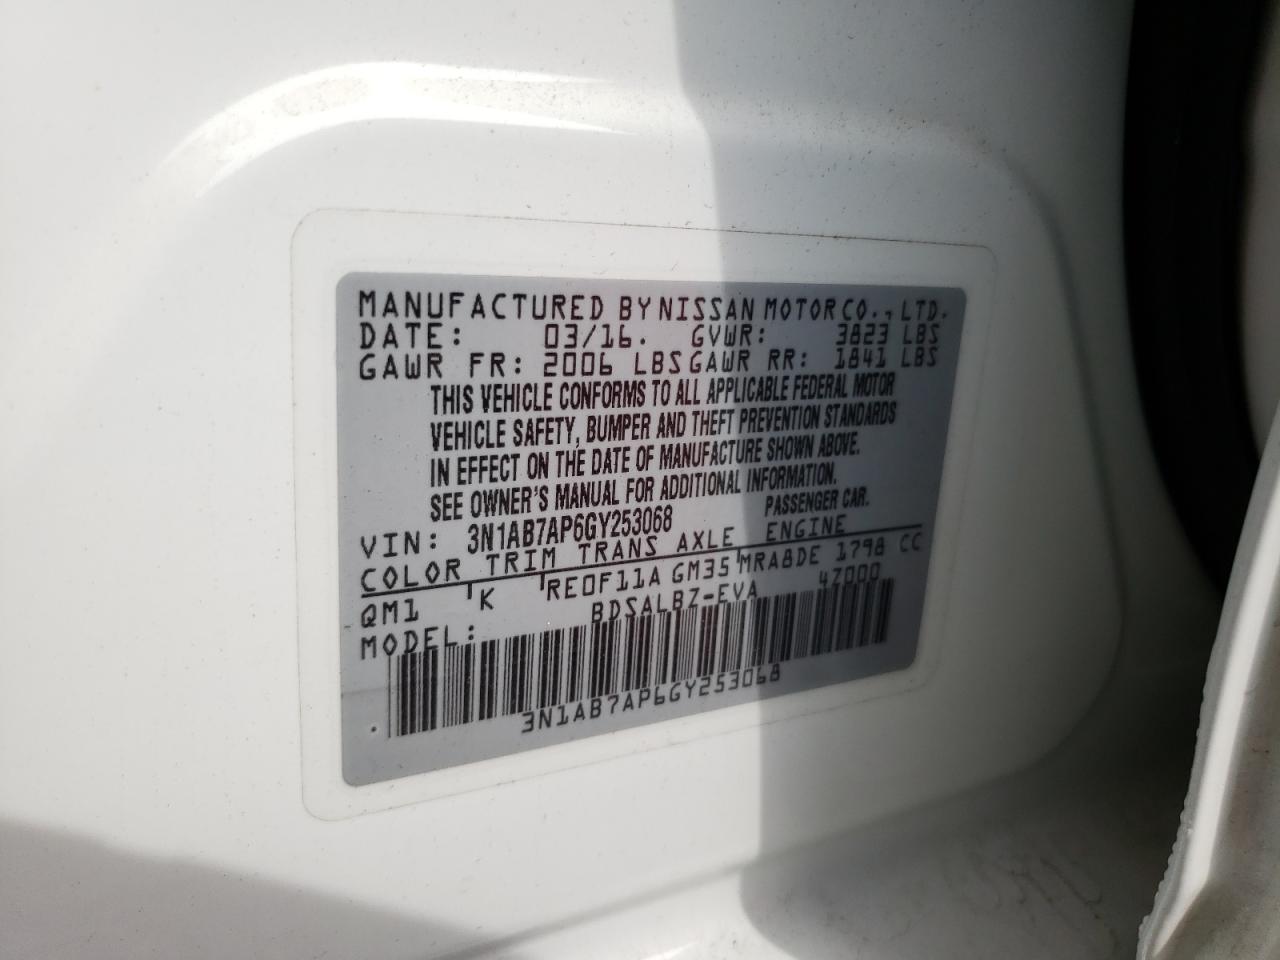 MANUFACTURED BY NISSAN MOTOR CO., LTD.
DATE: 03/16. GVWR: 3823 LBS
GAWR FR: 2006 LBS GAWR RR: 1841 LBS
THIS VEHICLE CONFORMS TO ALL APPLICABLE FEDERAL MOTOR
VEHICLE SAFETY, BUMPER AND THEFT PREVENTION STANDARDS
IN EFFECT ON THE DATE OF MANUFACTURE SHOWN ABOVE.
SEE OWNER'S MANUAL FOR ADDITIONAL INFORMATION.
VIN: 3N1AB7AP6GY253068 PASSENGER CAR.
COLOR TRIM TRANS AXLE ENGINE
QM1 K RE0F11A GM35 MRA8DE 1798 CC
MODEL: BDSALBZ-EVA 47000
3N1AB7AP6GY253068